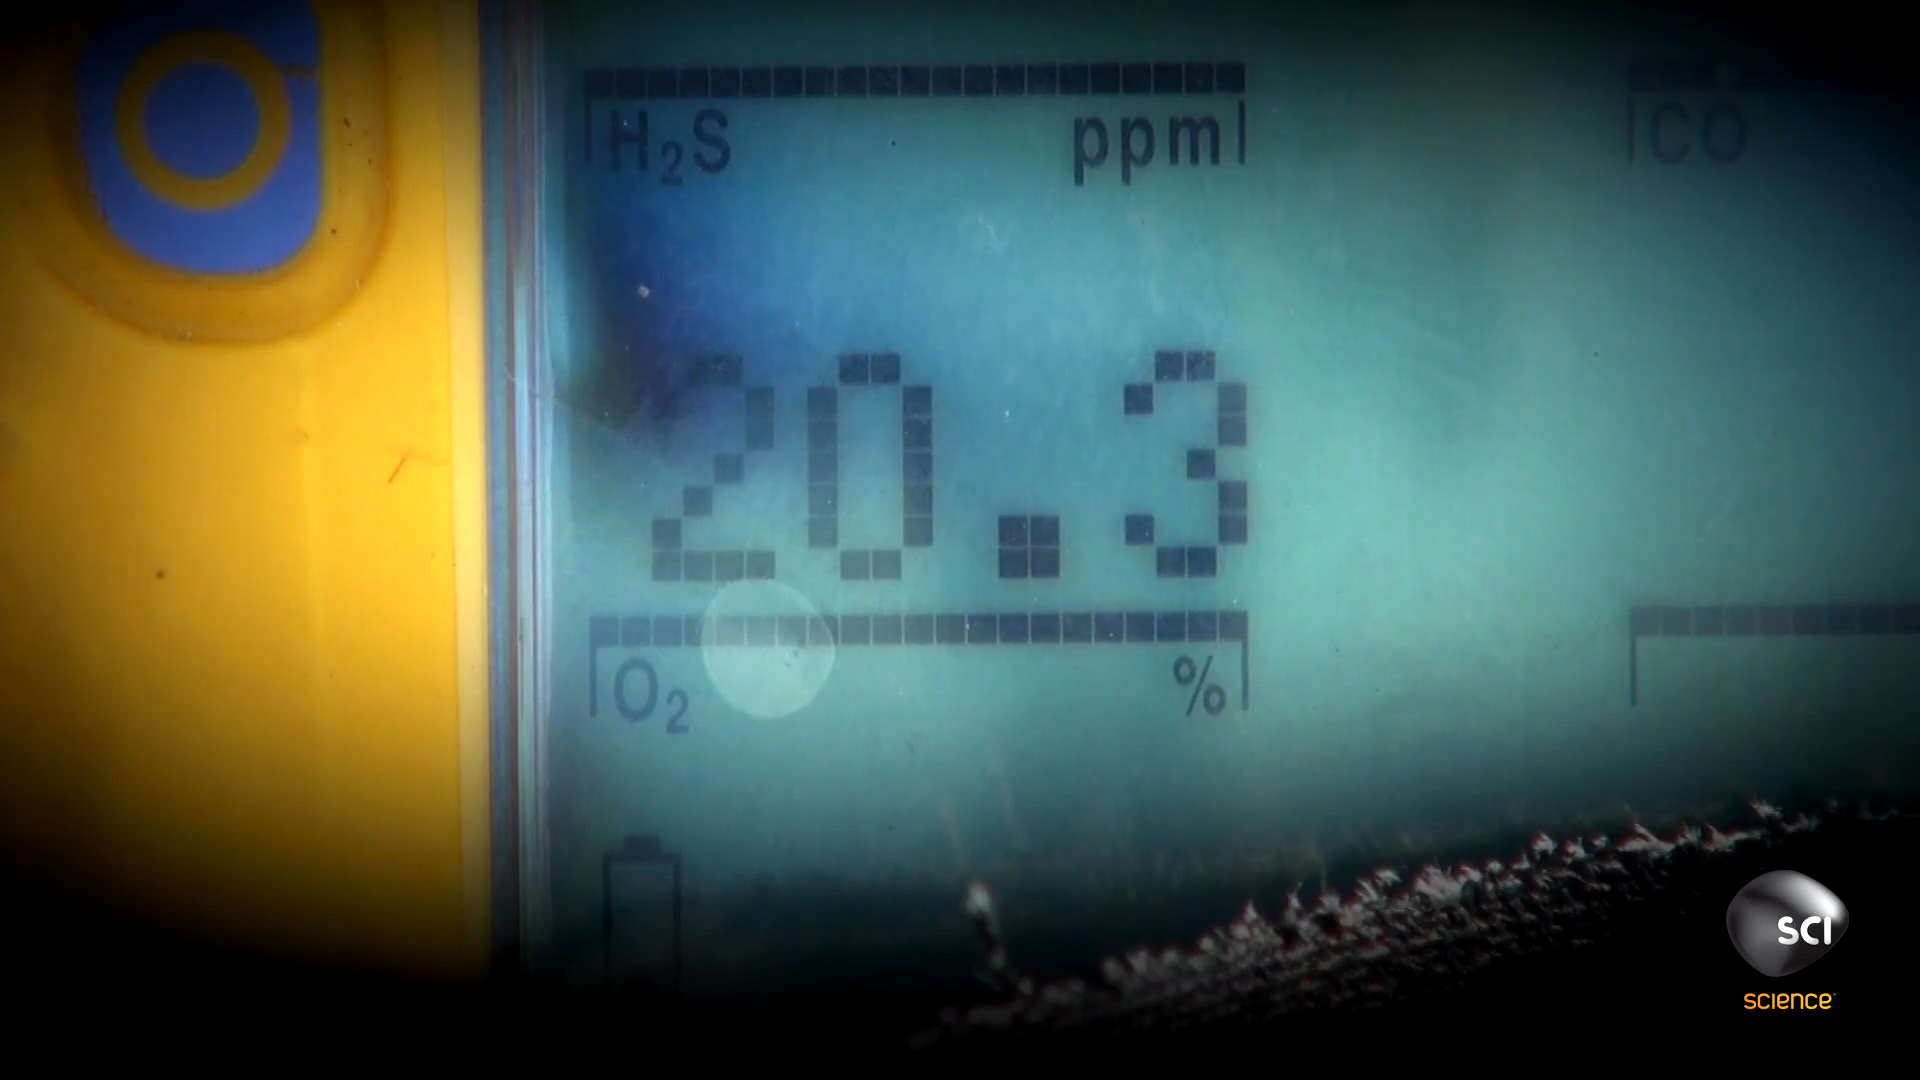 H₂S ppm CO
20.3
O₂ %
SCI
SCIENCE